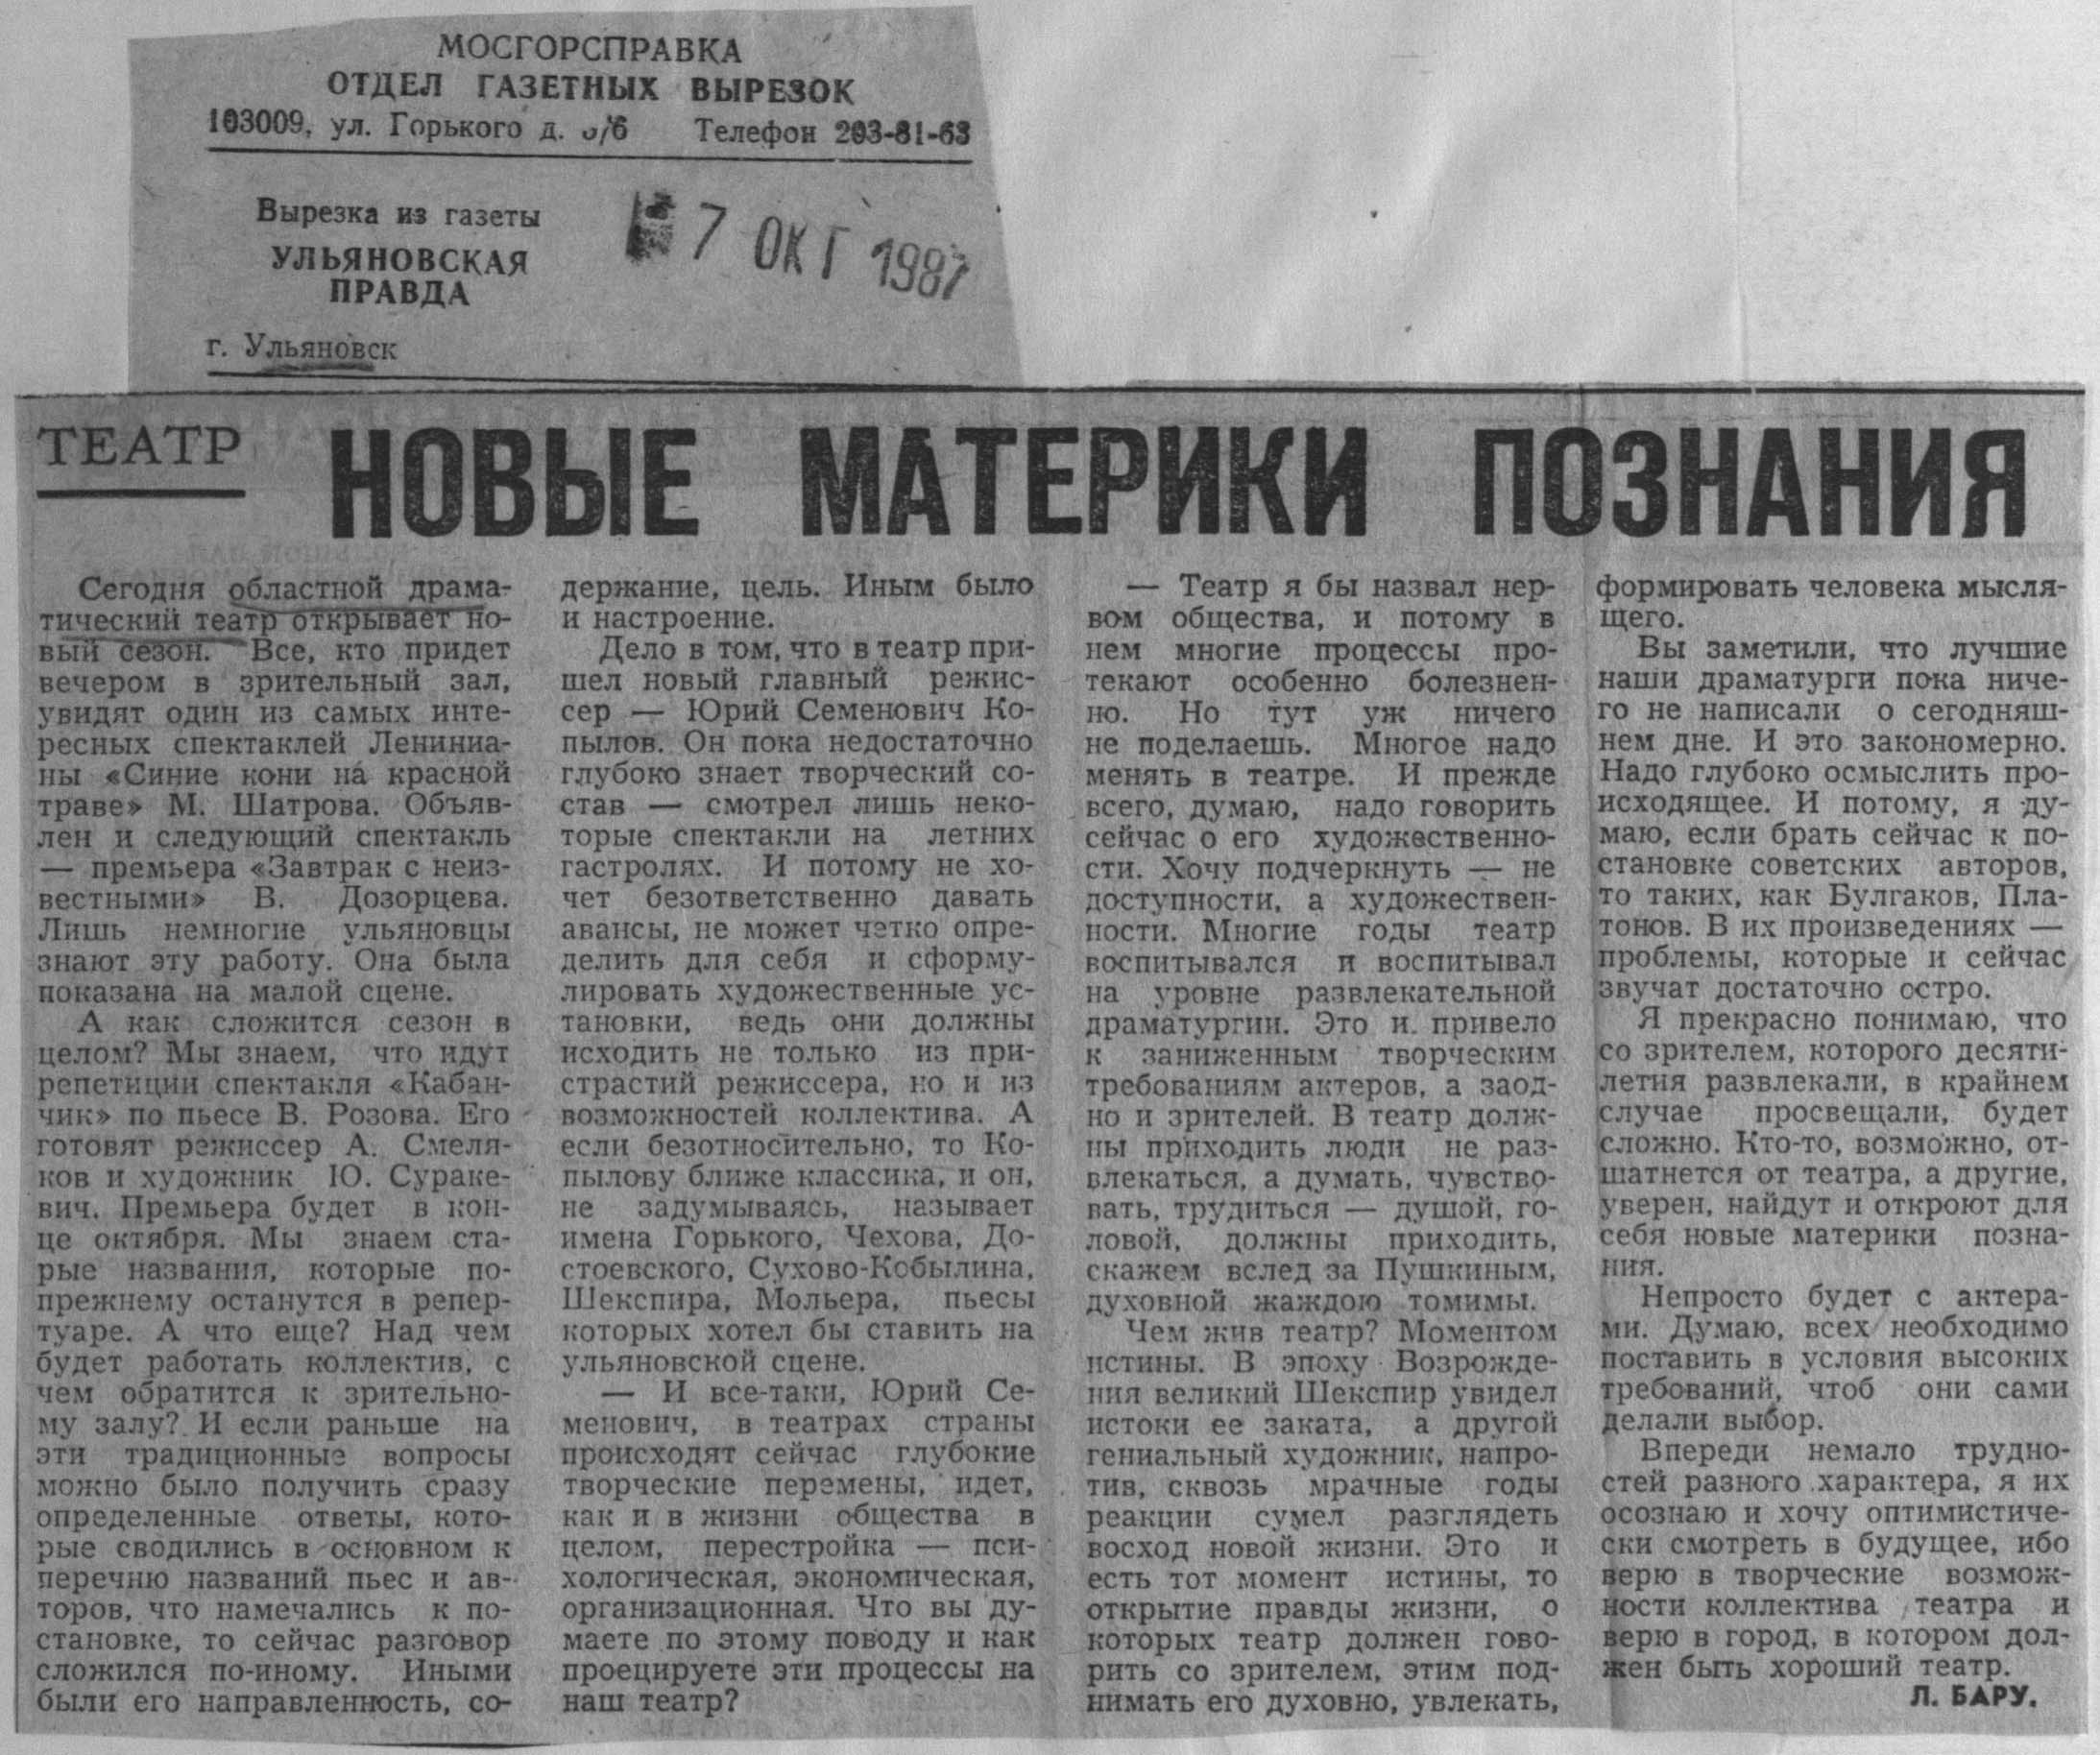 МОСГОРСПРАВКА
ОТДЕЛ ГАЗЕТНЫХ ВЫРЕЗОК
103009, ул. Горького д. 5/6 Телефон 203-81-63
Вырезка из газеты
УЛЬЯНОВСКАЯ
ПРАВДА
7 ОКТ 1987
г. Ульяновск
ТЕАТР
НОВЫЕ МАТЕРИКИ ПОЗНАНИЯ
Сегодня областной драма-
тический театр открывает но-
вый сезон. Все, кто придет
вечером в зрительный зал,
увидят один из самых инте-
ресных спектаклей Ленинна-
ны «Синие кони на красной
траве» М. Шатрова. Объяв-
лен и следующий спектакль
— премьера «Завтрак с неиз-
вестными» В. Дозорцева.
Лишь немногие ульяновцы
знают эту работу. Она была
показана на малой сцене.
А как сложится сезон в
целом? Мы знаем, что идут
репетиции спектакля «Кабан-
чик» по пьесе В. Розова. Его
готовят режиссер А. Смеля-
ков и художник Ю. Сураке-
вич. Премьера будет в кон-
це октября. Мы знаем ста-
рые названия, которые по-
прежнему останутся в репер-
туаре. А что еще? Над чем
будет работать коллектив, с
чем обратится к зрительно-
му залу? И если раньше на
эти традиционные вопросы
можно было получить сразу
определенные ответы, кото-
рые сводились в основном к
перечню названий пьес и ав-
торов, что намечались к по-
становке, то сейчас разговор
сложился по-иному. Иными
были его направленность, со-
держание, цель. Иным было
и настроение.
Дело в том, что в театр при-
шел новый главный режис-
сер — Юрий Семенович Ко-
пылов. Он пока недостаточно
глубоко знает творческий со-
став — смотрел лишь неко-
торые спектакли на летних
гастролях. И потому не хо-
чет безответственно давать
авансы, не может четко опре-
делить для себя и сформу-
лировать художественные ус-
тановки, ведь они должны
исходить не только из при-
страстий режиссера, но и из
возможностей коллектива. А
если безотносительно, то Ко-
пылову ближе классика, и он,
не задумываясь, называет
имена Горького, Чехова, До-
стоевского, Сухово-Кобылина,
Шекспира, Мольера, пьесы
которых хотел бы ставить на
ульяновской сцене.
— И все-таки, Юрий Се-
менович, в театрах страны
происходят сейчас глубокие
творческие перемены, идет,
как и в жизни общества в
целом, перестройка — пси-
хологическая, экономическая,
организационная. Что вы ду-
маете по этому поводу и как
проецируете эти процессы на
наш театр?
— Театр я бы назвал нер-
вом общества, и потому в
нем многие процессы про-
текают особенно болезнен-
но. Но тут уж ничего
не поделаешь. Многое надо
менять в театре. И прежде
всего, думаю, надо говорить
сейчас о его художественно-
сти. Хочу подчеркнуть — не
доступности, а художествен-
ности. Многие годы театр
воспитывался и воспитывал
на уровне развлекательной
драматургии. Это и привело
к заниженным творческим
требованиям актеров, а заод-
но и зрителей. В театр долж-
ны приходить люди не раз-
влекаться, а думать, чувство-
вать, трудиться — душой, го-
ловой, должны приходить,
скажем вслед за Пушкиным,
духовной жаждою томимы.
Чем жив театр? Моментом
истины. В эпоху Возрожде-
ния великий Шекспир увидел
истоки ее заката, а другой
гениальный художник, напро-
тив, сквозь мрачные годы
реакции сумел разглядеть
восход новой жизни. Это и
есть тот момент истины, то
открытие правды жизни, о
которых театр должен гово-
рить со зрителем, этим под-
нимать его духовно, увлекать,
формировать человека мысля-
щего.
Вы заметили, что лучшие
наши драматурги пока ниче-
го не написали о сегодняш-
нем дне. И это закономерно.
Надо глубоко осмыслить про-
исходящее. И потому, я ду-
маю, если брать сейчас к по-
становке советских авторов,
то таких, как Булгаков, Пла-
тонов. В их произведениях —
проблемы, которые и сейчас
звучат достаточно остро.
Я прекрасно понимаю, что
со зрителем, которого десяти-
летия развлекали, в крайнем
случае просвещали, будет
сложно. Кто-то, возможно, от-
шатнется от театра, а другие,
уверен, найдут и откроют для
себя новые материки позна-
ния.
Непросто будет с актера-
ми. Думаю, всех необходимо
поставить в условия высоких
требований, чтоб они сами
делали выбор.
Впереди немало трудно-
стей разного характера, я их
осознаю и хочу оптимистиче-
ски смотреть в будущее, ибо
верю в творческие возмож-
ности коллектива театра и
верю в город, в котором дол-
жен быть хороший театр.
Л. БАРУ.